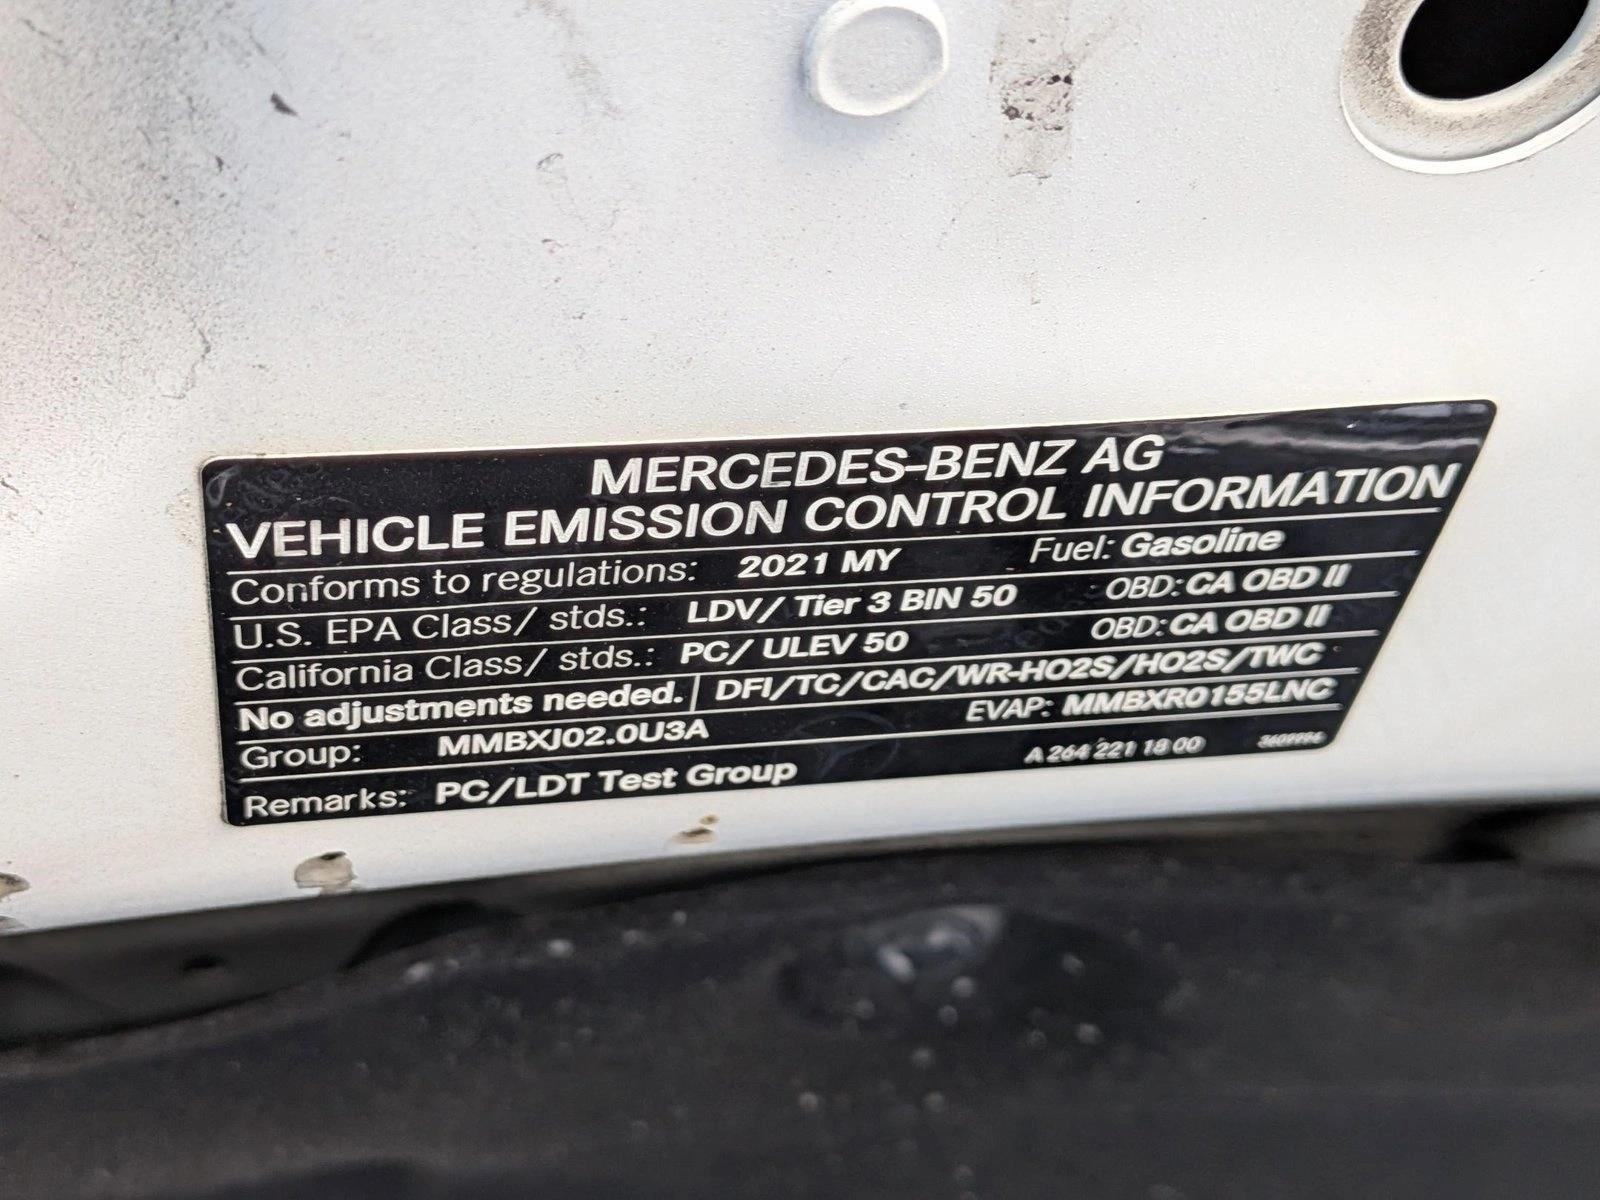 MERCEDES-BENZ AG
VEHICLE EMISSION CONTROL INFORMATION
Conforms to regulations: 2021 MY Fuel: Gasoline
U.S. EPA Class/ stds.: LDV/ Tier 3 BIN 50 OBD: CA OBD II
California Class/ stds.: PC/ ULEV 50 OBD: CA OBD II
No adjustments needed. DFI/TC/CAC/WR-HO2S/HO2S/TWC
Group: MMBXJ02.0U3A EVAP: MMBXR0155LNC
Remarks: PC/LDT Test Group A 264 221 18 00